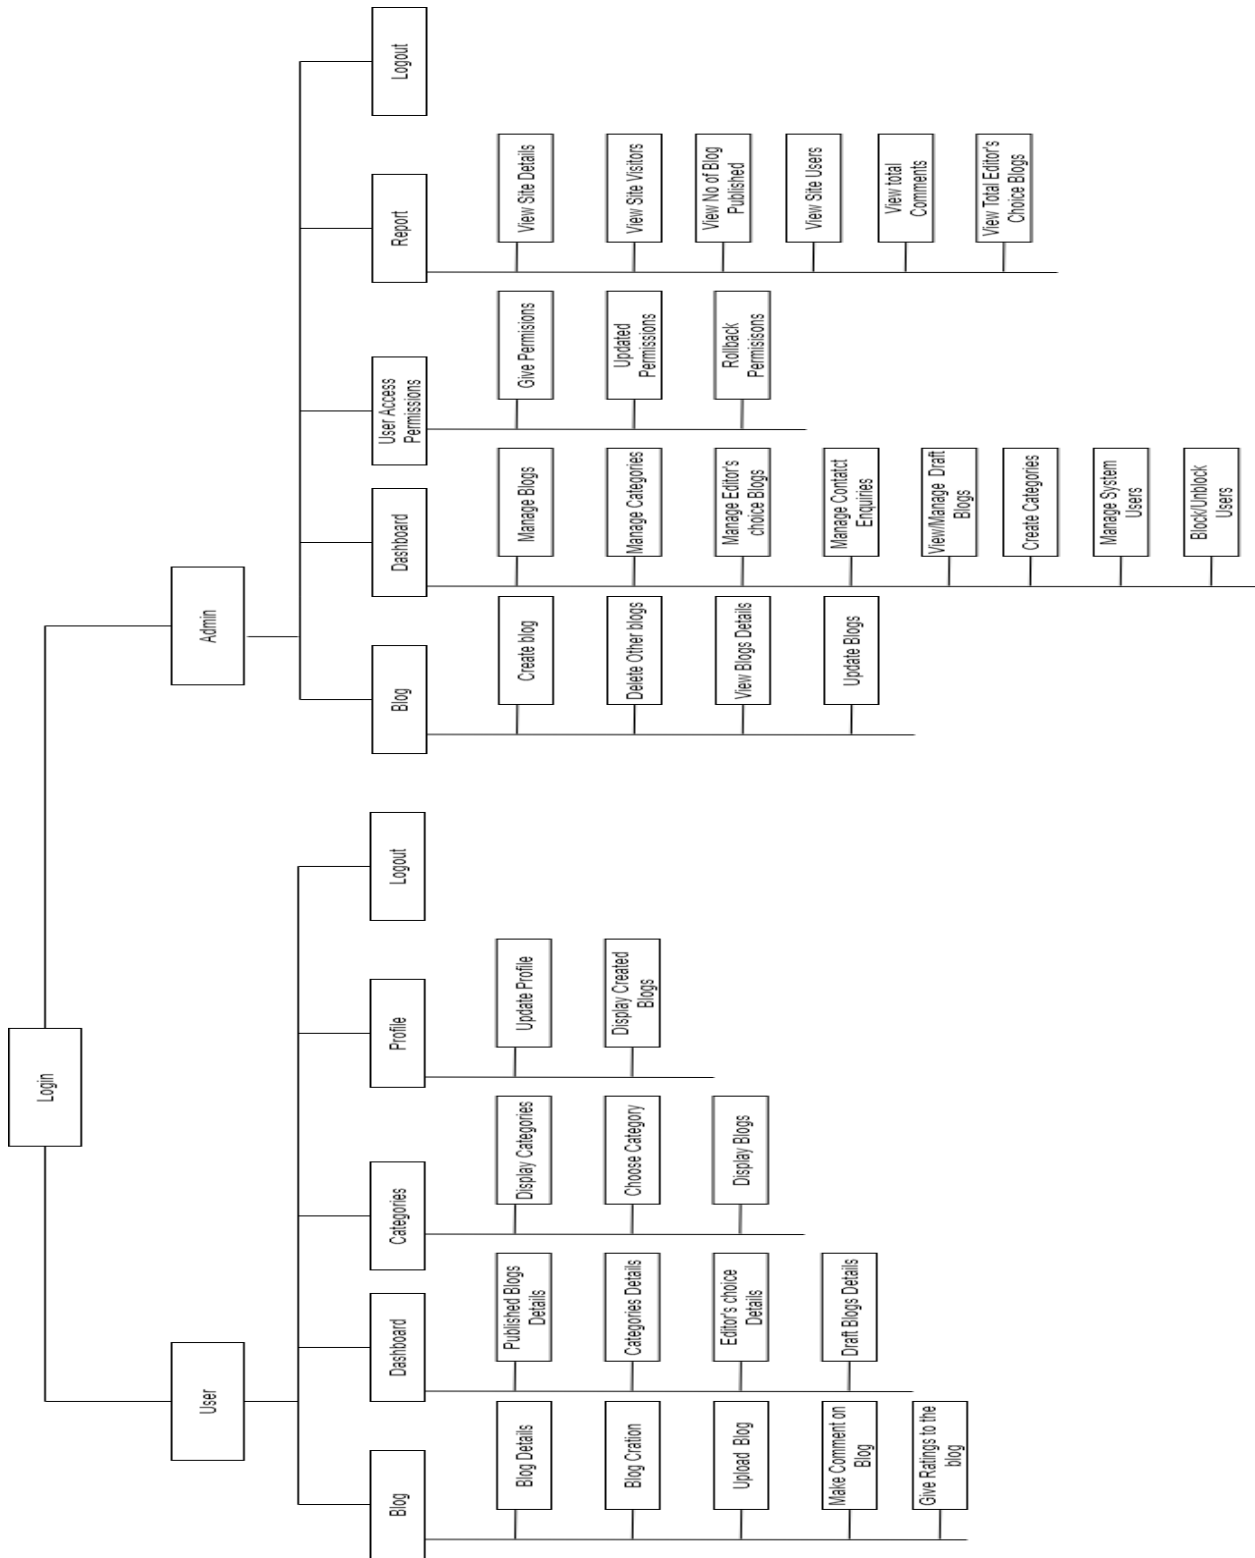 Login
User
Admin
Blog
Dashboard
Categories
Profile
Logout
Blog
Dashboard
User Access
Permissions
Report
Logout
Blog Details
Blog Cration
Upload Blog
Make Comment on
Blog
Give Ratings to the
blog
Published Blogs
Details
Categories Details
Editor's choice
Details
Draft Blogs Details
Display Categories
Choose Category
Display Blogs
Update Profile
Display Created
Blogs
Create blog
Delete Other blogs
View Blogs Details
Update Blogs
Manage Blogs
Manage Categories
Manage Editor's
choice Blogs
Manage Contatct
Enquiries
View/Manage Draft
Blogs
Create Categories
Manage System
Users
Block/Unblock
Users
Give Permisions
Updated
Permissions
Rollback
Permisisons
View Site Details
View Site Visitors
View No of Blog
Published
View Site Users
View total
Comments
View Total Editor's
Choice Blogs